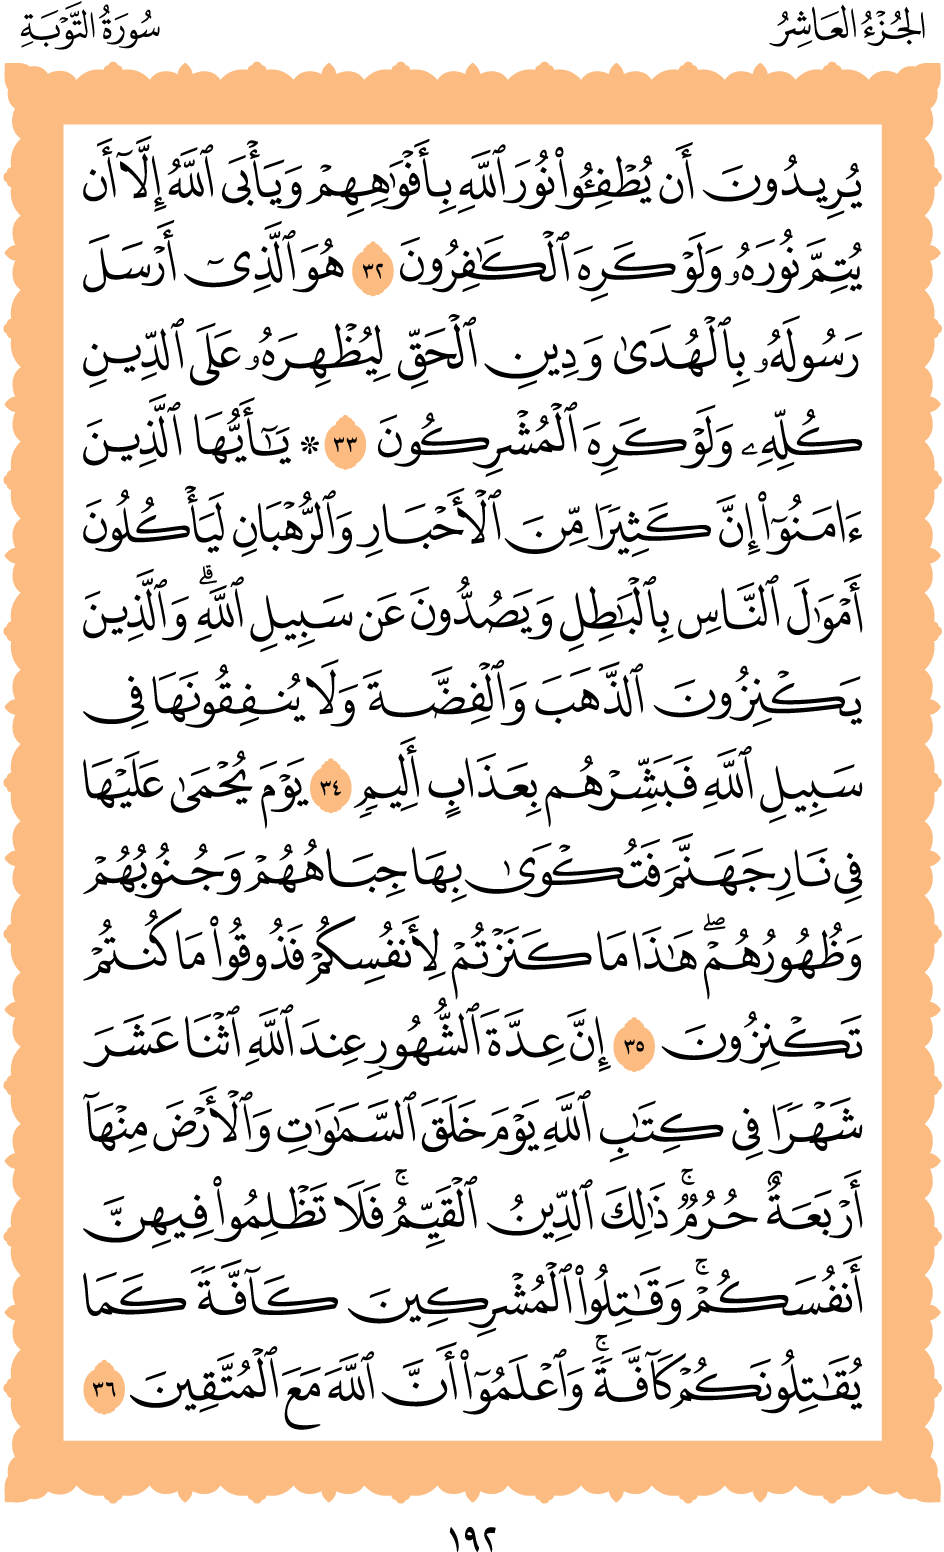 الجُزْءُ العَاشِرُ
سُورَةُ التَّوْبَةِ
يُرِيدُونَ أَن يُطْفِـُٔوا۟ نُورَ ٱللَّهِ بِأَفْوَٰهِهِمْ وَيَأْبَى ٱللَّهُ إِلَّآ أَن
يُتِمَّ نُورَهُۥ وَلَوْ كَرِهَ ٱلْكَٰفِرُونَ ٣٢ هُوَ ٱلَّذِىٓ أَرْسَلَ
رَسُولَهُۥ بِٱلْهُدَىٰ وَدِينِ ٱلْحَقِّ لِيُظْهِرَهُۥ عَلَى ٱلدِّينِ
كُلِّهِۦ وَلَوْ كَرِهَ ٱلْمُشْرِكُونَ ٣٣ * يَٰٓأَيُّهَا ٱلَّذِينَ
ءَامَنُوٓا۟ إِنَّ كَثِيرًا مِّنَ ٱلْأَحْبَارِ وَٱلرُّهْبَانِ لَيَأْكُلُونَ
أَمْوَٰلَ ٱلنَّاسِ بِٱلْبَٰطِلِ وَيَصُدُّونَ عَن سَبِيلِ ٱللَّهِۗ وَٱلَّذِينَ
يَكْنِزُونَ ٱلذَّهَبَ وَٱلْفِضَّةَ وَلَا يُنفِقُونَهَا فِى
سَبِيلِ ٱللَّهِ فَبَشِّرْهُم بِعَذَابٍ أَلِيمٍ ٣٤ يَوْمَ يُحْمَىٰ عَلَيْهَا
فِى نَارِ جَهَنَّمَ فَتُكْوَىٰ بِهَا جِبَاهُهُمْ وَجُنُوبُهُمْ
وَظُهُورُهُمْۖ هَٰذَا مَا كَنَزْتُمْ لِأَنفُسِكُمْ فَذُوقُوا۟ مَا كُنتُمْ
تَكْنِزُونَ ٣٥ إِنَّ عِدَّةَ ٱلشُّهُورِ عِندَ ٱللَّهِ ٱثْنَا عَشَرَ
شَهْرًا فِى كِتَٰبِ ٱللَّهِ يَوْمَ خَلَقَ ٱلسَّمَٰوَٰتِ وَٱلْأَرْضَ مِنْهَآ
أَرْبَعَةٌ حُرُمٌۚ ذَٰلِكَ ٱلدِّينُ ٱلْقَيِّمُۚ فَلَا تَظْلِمُوا۟ فِيهِنَّ
أَنفُسَكُمْۚ وَقَٰتِلُوا۟ ٱلْمُشْرِكِينَ كَآفَّةً كَمَا
يُقَٰتِلُونَكُمْ كَآفَّةًۚ وَٱعْلَمُوٓا۟ أَنَّ ٱللَّهَ مَعَ ٱلْمُتَّقِينَ ٣٦
١٩٢